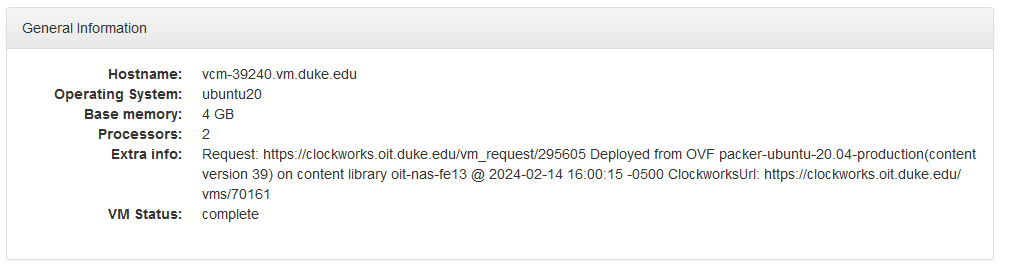 General Information
Hostname: vcm-39240.vm.duke.edu
Operating System: ubuntu20
Base memory: 4 GB
Processors: 2
Extra info: Request: https://clockworks.oit.duke.edu/vm_request/295605 Deployed from OVF packer-ubuntu-20.04-production(content
version 39) on content library oit-nas-fe13 @ 2024-02-14 16:00:15 -0500 ClockworksUrl: https://clockworks.oit.duke.edu/
vms/70161
VM Status: complete